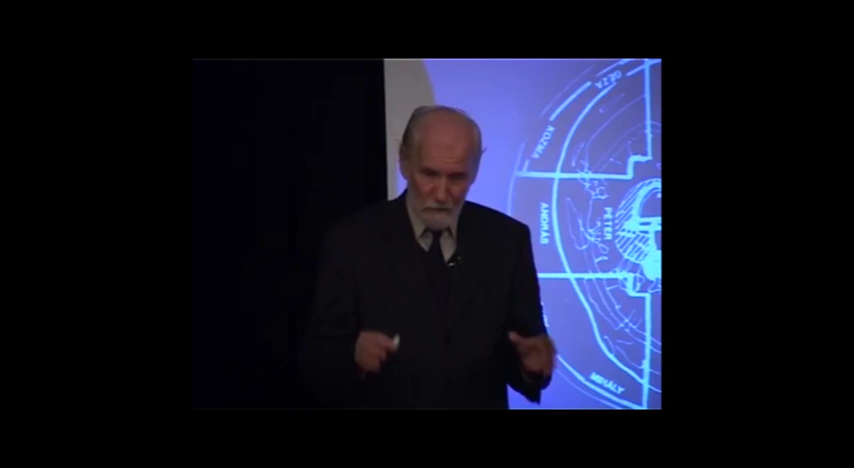 GÉZA
KOZMA
ANDRÁS
PÉTER
MIHÁLY